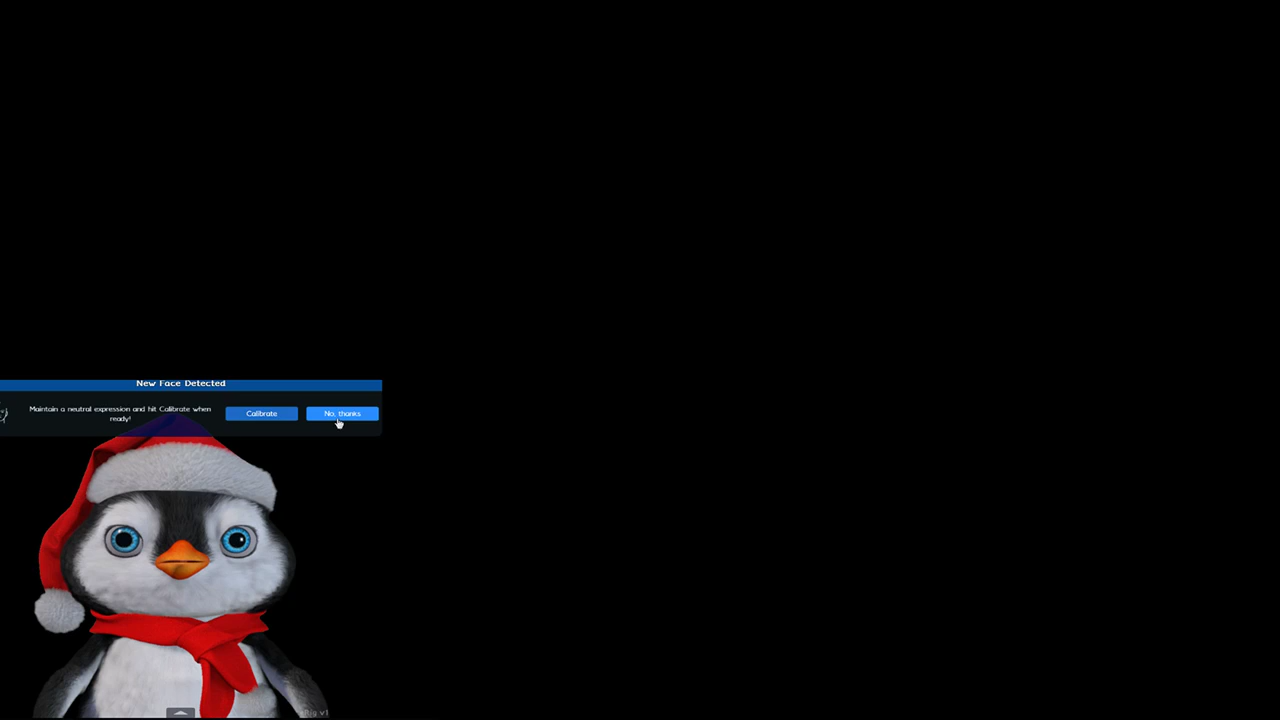 New Face Detected
Maintain a neutral expression and hit Calibrate when
ready!
Calibrate
No, thanks